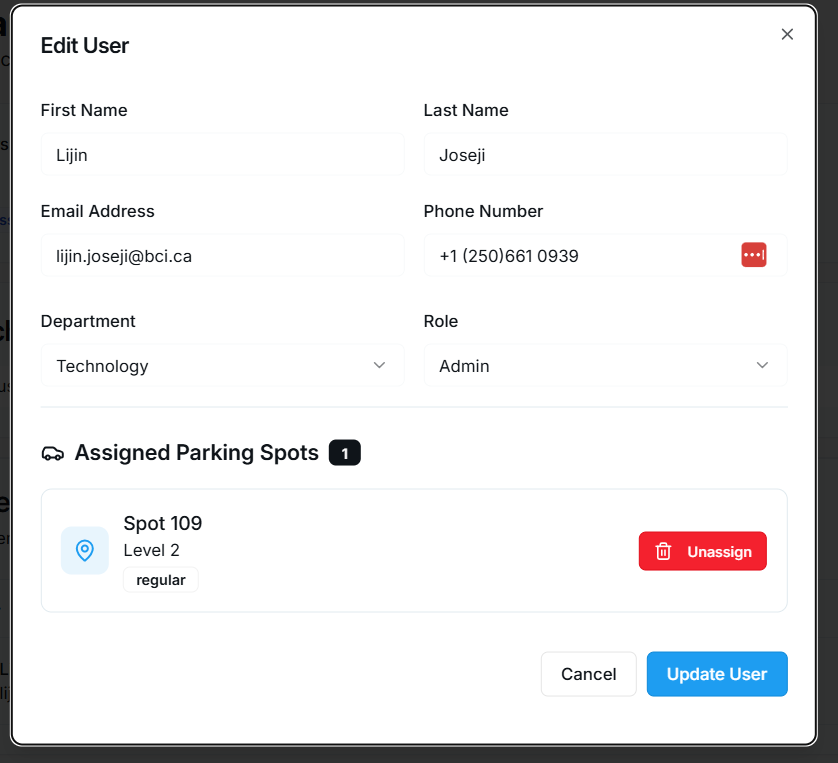 Edit User
First Name
Last Name
Lijin
Joseji
Email Address
Phone Number
lijin.joseji@bci.ca
+1 (250)661 0939
Department
Role
Technology
Admin
Assigned Parking Spots 1
Spot 109
Level 2
regular
Unassign
Cancel
Update User